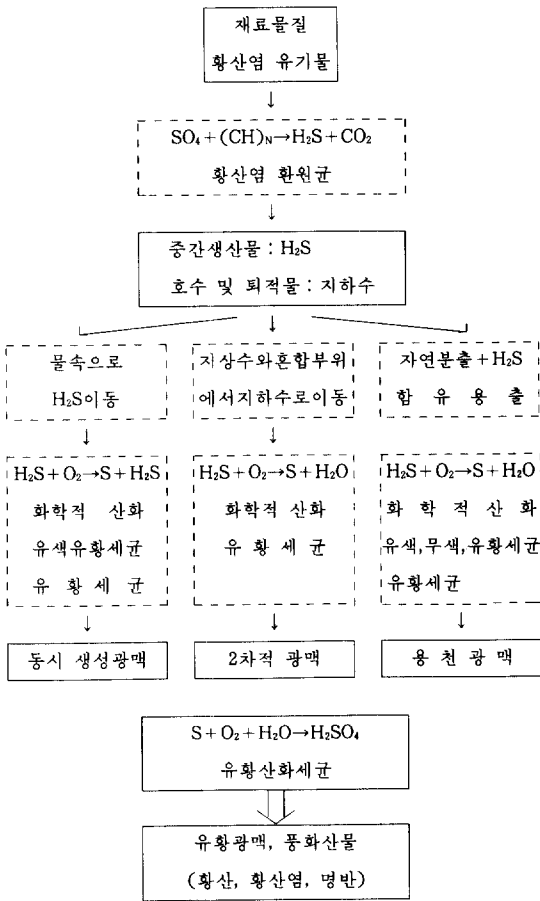 재료물질
황산염 유기물
↓
SO₄+(CH)ɴ→H₂S+CO₂
황산염 환원균
↓
중간생산물 : H₂S
호수 및 퇴적물 : 지하수
↓
물속으로
H₂S이동
↓
H₂S+O₂→S+H₂S
화학적 산화
유색유황세균
유 황 세 균
↓
동시 생성광맥
지상수와혼합부위
에서지하수로이동
↓
H₂S+O₂→S+H₂O
화학적 산화
유 황 세 균
↓
2차적 광맥
자연분출+H₂S
함 유 용 출
↓
H₂S+O₂→S+H₂O
화 학 적 산 화
유색,무색,유황세균
유황세균
↓
용 천 광 맥
S+O₂+H₂O→H₂SO₄
유황산화세균
유황광맥, 풍화산물
(황산, 황산염, 명반)